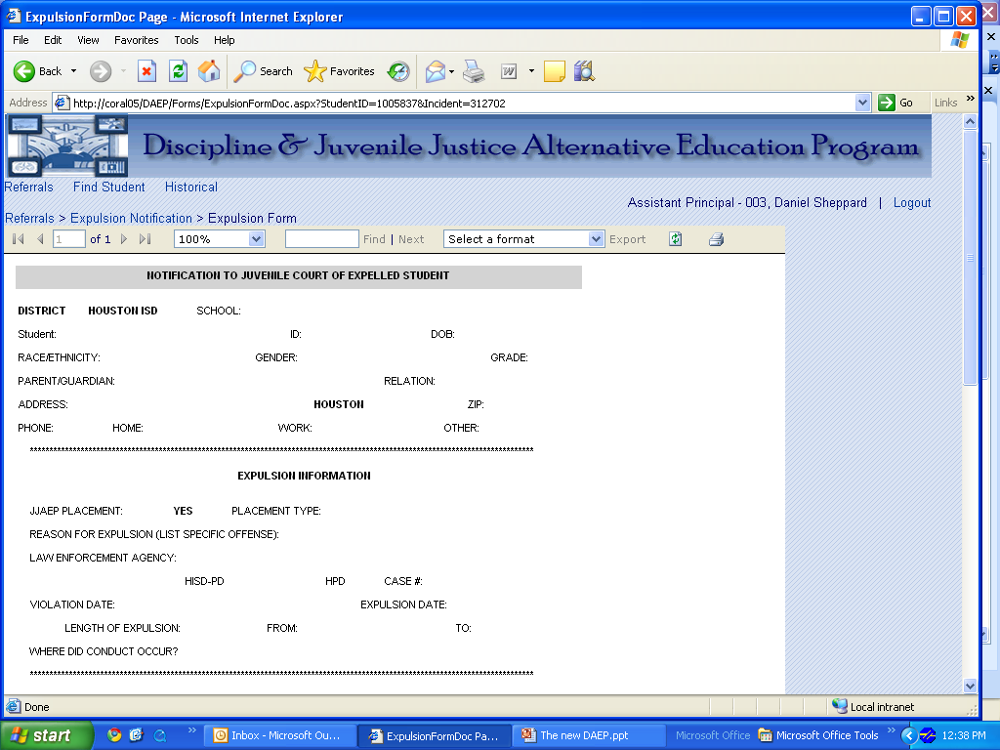 ExpulsionFormDoc Page - Microsoft Internet Explorer
File Edit View Favorites Tools Help
Back Search Favorites
Address http://coral05/DAEP/Forms/ExpulsionFormDoc.aspx?StudentID=1005837&Incident=312702 Go Links »
Discipline & Juvenile Justice Alternative Education Program
Referrals Find Student Historical
Assistant Principal - 003, Daniel Sheppard | Logout
Referrals > Expulsion Notification > Expulsion Form
1 of 1 100% Find | Next Select a format Export
NOTIFICATION TO JUVENILE COURT OF EXPELLED STUDENT
DISTRICT HOUSTON ISD SCHOOL:
Student: ID: DOB:
RACE/ETHNICITY: GENDER: GRADE:
PARENT/GUARDIAN: RELATION:
ADDRESS: HOUSTON ZIP:
PHONE: HOME: WORK: OTHER:
EXPULSION INFORMATION
JJAEP PLACEMENT: YES PLACEMENT TYPE:
REASON FOR EXPULSION (LIST SPECIFIC OFFENSE):
LAW ENFORCEMENT AGENCY:
HISD-PD HPD CASE #:
VIOLATION DATE: EXPULSION DATE:
LENGTH OF EXPULSION: FROM: TO:
WHERE DID CONDUCT OCCUR?
Done Local intranet
start » Inbox - Microsoft Ou... ExpulsionFormDoc Pa... The new DAEP.ppt Microsoft Office Microsoft Office Tools » 12:38 PM